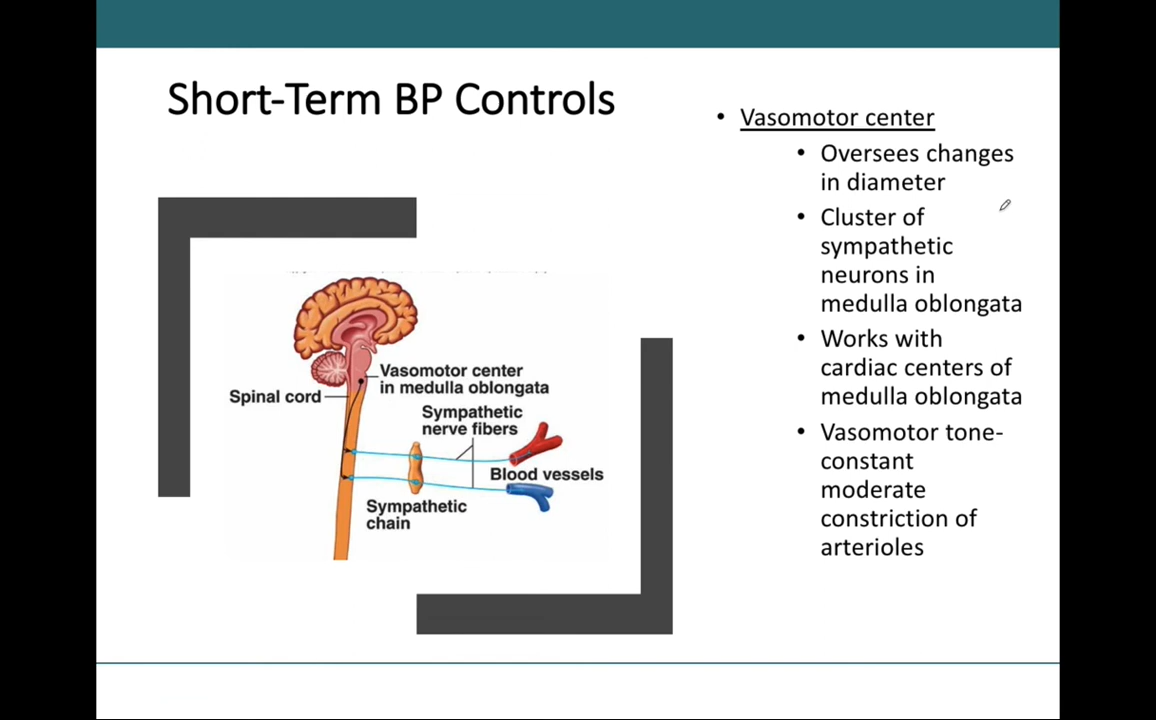 Short-Term BP Controls
• Vasomotor center
• Oversees changes
in diameter
• Cluster of
sympathetic
neurons in
medulla oblongata
• Works with
cardiac centers of
medulla oblongata
• Vasomotor tone-
constant
moderate
constriction of
arterioles
Vasomotor center
in medulla oblongata
Spinal cord
Sympathetic
nerve fibers
Blood vessels
Sympathetic
chain